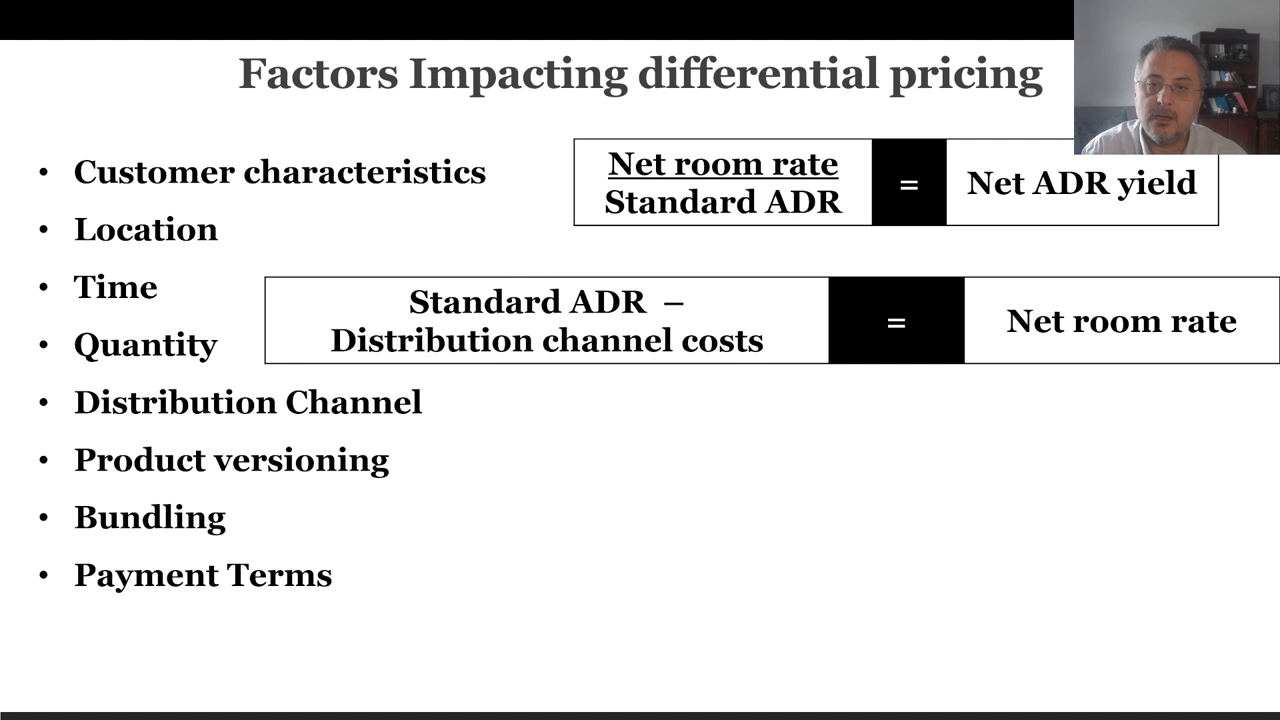 Factors Impacting differential pricing
• Customer characteristics
• Location
• Time
• Quantity
• Distribution Channel
• Product versioning
• Bundling
• Payment Terms
Net room rate
Standard ADR
=
Net ADR yield
Standard ADR –
Distribution channel costs
=
Net room rate